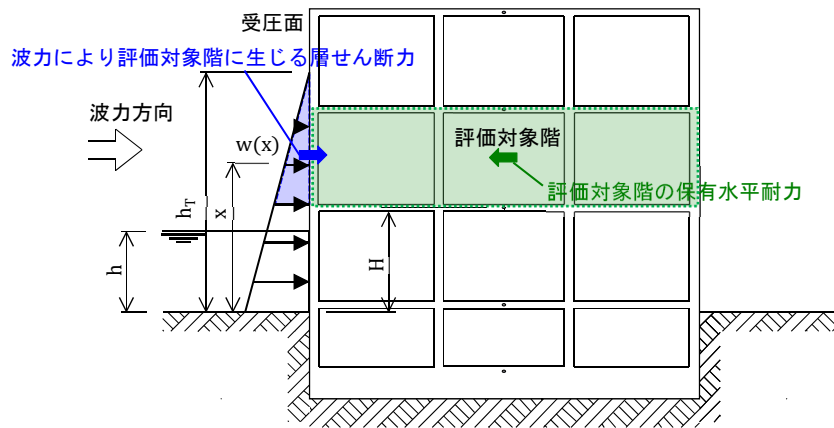 受圧面
波力により評価対象階に生じる層せん断力
波力方向
w(x)
評価対象階
評価対象階の保有水平耐力
hT
x
h
H